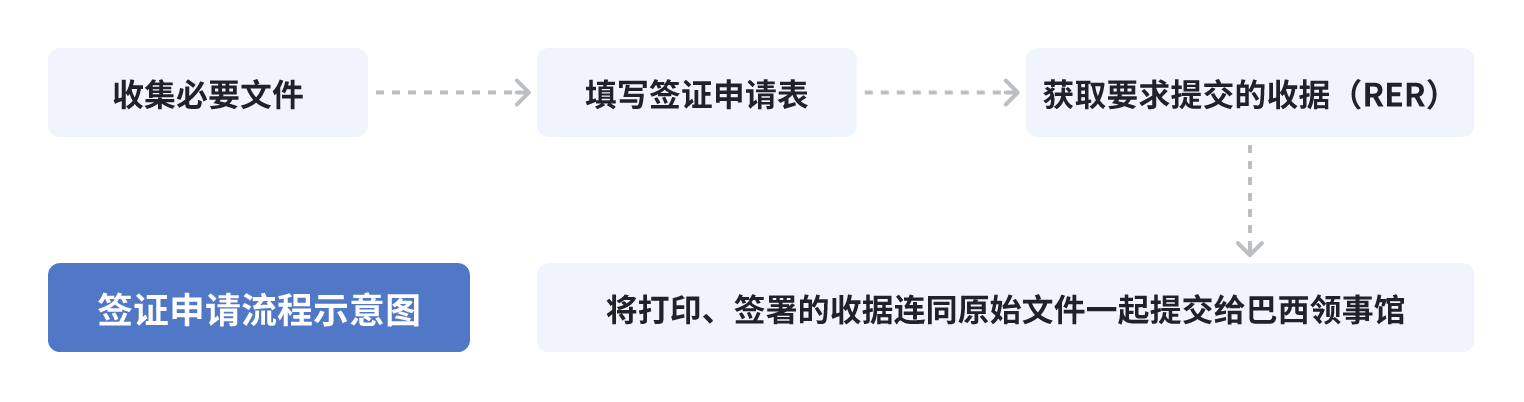 收集必要文件
填写签证申请表
获取要求提交的收据（RER）
签证申请流程示意图
将打印、签署的收据连同原始文件一起提交给巴西领事馆